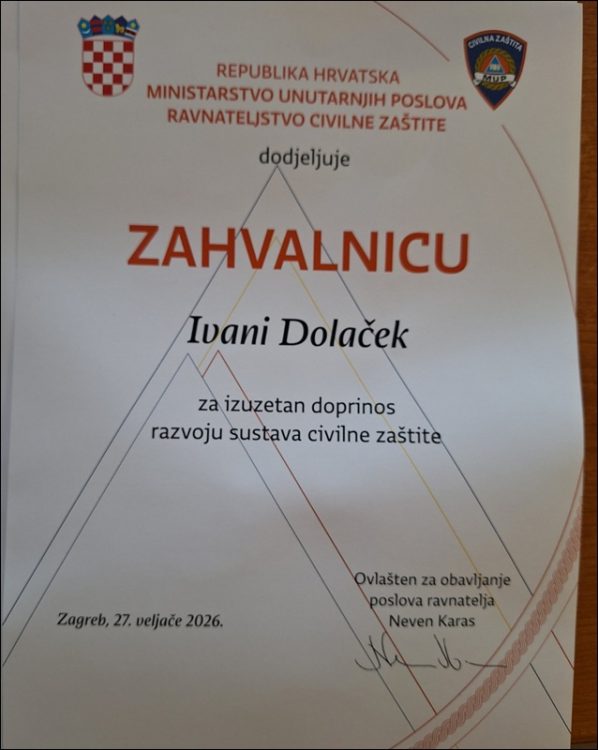 CIVILNA ZAŠTITA
MUP
REPUBLIKA HRVATSKA
MINISTARSTVO UNUTARNJIH POSLOVA
RAVNATELJSTVO CIVILNE ZAŠTITE
dodjeljuje
ZAHVALNICU
Ivani Dolaček
za izuzetan doprinos
razvoju sustava civilne zaštite
Ovlašten za obavljanje
poslova ravnatelja
Neven Karas
Zagreb, 27. veljače 2026.